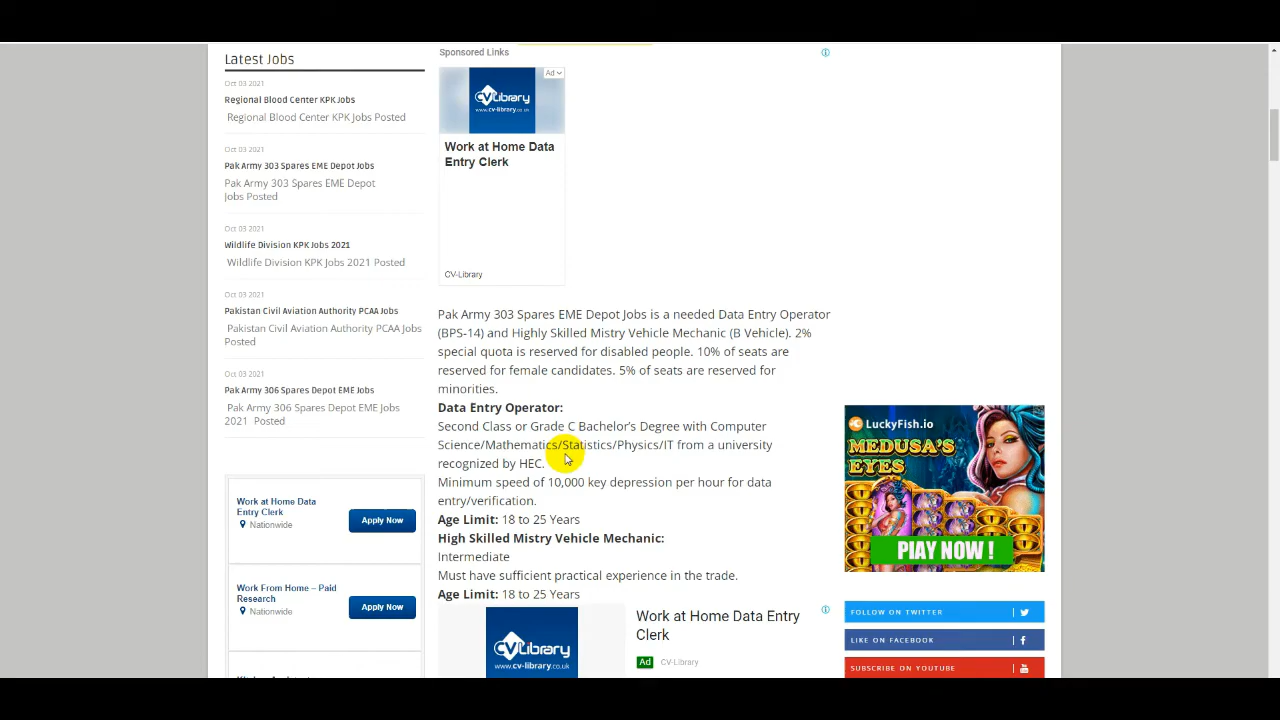 Latest Jobs
Oct 03 2021
Regional Blood Center KPK Jobs
Regional Blood Center KPK Jobs Posted
Oct 03 2021
Pak Army 303 Spares EME Depot Jobs
Pak Army 303 Spares EME Depot
Jobs Posted
Oct 03 2021
Wildlife Division KPK Jobs 2021
Wildlife Division KPK Jobs 2021 Posted
Oct 03 2021
Pakistan Civil Aviation Authority PCAA Jobs
Pakistan Civil Aviation Authority PCAA Jobs
Posted
Oct 03 2021
Pak Army 306 Spares Depot EME Jobs
Pak Army 306 Spares Depot EME Jobs
2021 Posted
Work at Home Data
Entry Clerk
Nationwide
Apply Now
Work From Home – Paid
Research
Nationwide
Apply Now
Sponsored Links
Ad
CVLibrary
www.cv-library.co.uk
Work at Home Data
Entry Clerk
CV-Library
Pak Army 303 Spares EME Depot Jobs is a needed Data Entry Operator
(BPS-14) and Highly Skilled Mistry Vehicle Mechanic (B Vehicle). 2%
special quota is reserved for disabled people. 10% of seats are
reserved for female candidates. 5% of seats are reserved for
minorities.
Data Entry Operator:
Second Class or Grade C Bachelor's Degree with Computer
Science/Mathematics/Statistics/Physics/IT from a university
recognized by HEC.
Minimum speed of 10,000 key depression per hour for data
entry/verification.
Age Limit: 18 to 25 Years
High Skilled Mistry Vehicle Mechanic:
Intermediate
Must have sufficient practical experience in the trade.
Age Limit: 18 to 25 Years
CVLibrary
www.cv-library.co.uk
Work at Home Data Entry
Clerk
Ad CV-Library
LuckyFish.io
MEDUSA'S
EYES
PlAY NOW !
FOLLOW ON TWITTER
LIKE ON FACEBOOK
SUBSCRIBE ON YOUTUBE